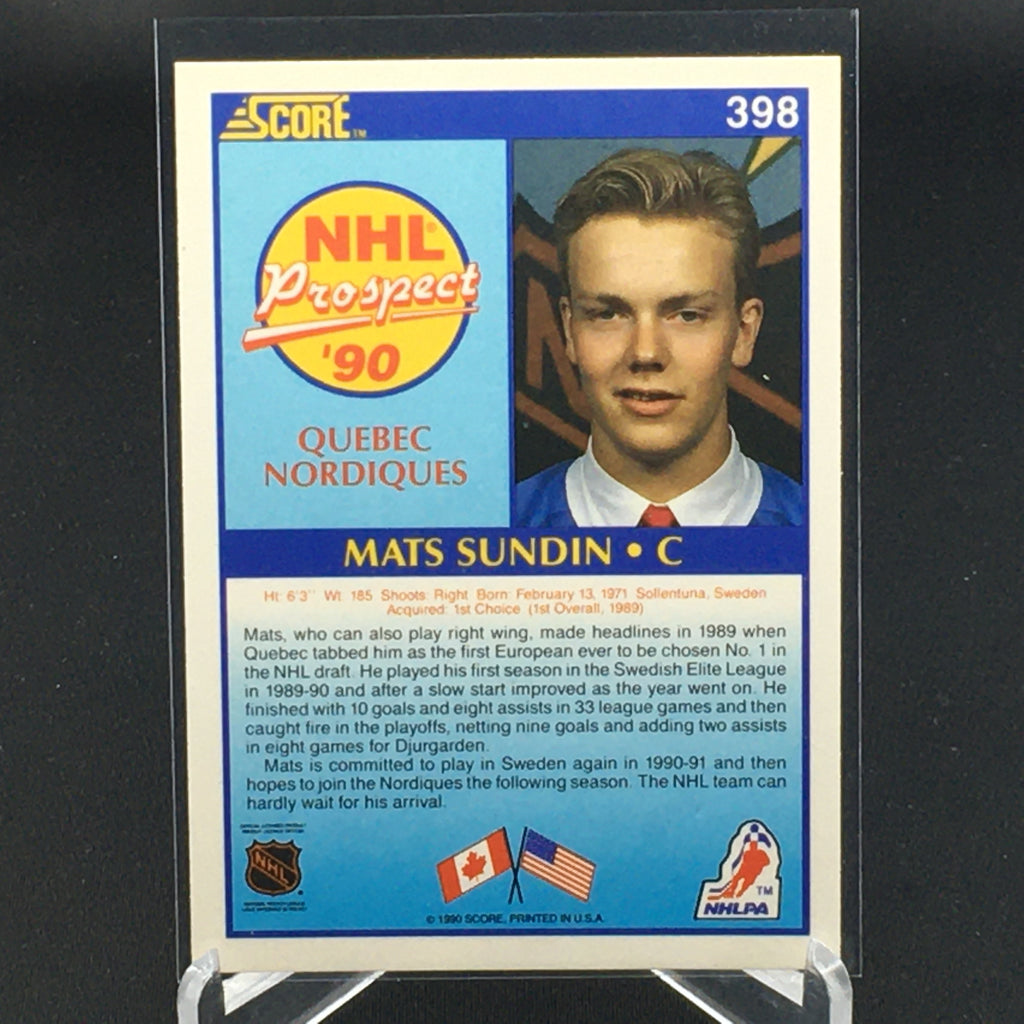 SCORE™
398
NHL®
Prospect
'90
QUEBEC
NORDIQUES
MATS SUNDIN • C
Ht: 6'3" Wt: 185 Shoots: Right Born: February 13, 1971 Sollentuna, Sweden
Acquired: 1st Choice (1st Overall, 1989)
Mats, who can also play right wing, made headlines in 1989 when
Quebec tabbed him as the first European ever to be chosen No. 1 in
the NHL draft. He played his first season in the Swedish Elite League
in 1989-90 and after a slow start improved as the year went on. He
finished with 10 goals and eight assists in 33 league games and then
caught fire in the playoffs, netting nine goals and adding two assists
in eight games for Djurgarden.
Mats is committed to play in Sweden again in 1990-91 and then
hopes to join the Nordiques the following season. The NHL team can
hardly wait for his arrival.
NHL
TM
NHLPA
© 1990 SCORE, PRINTED IN U.S.A.